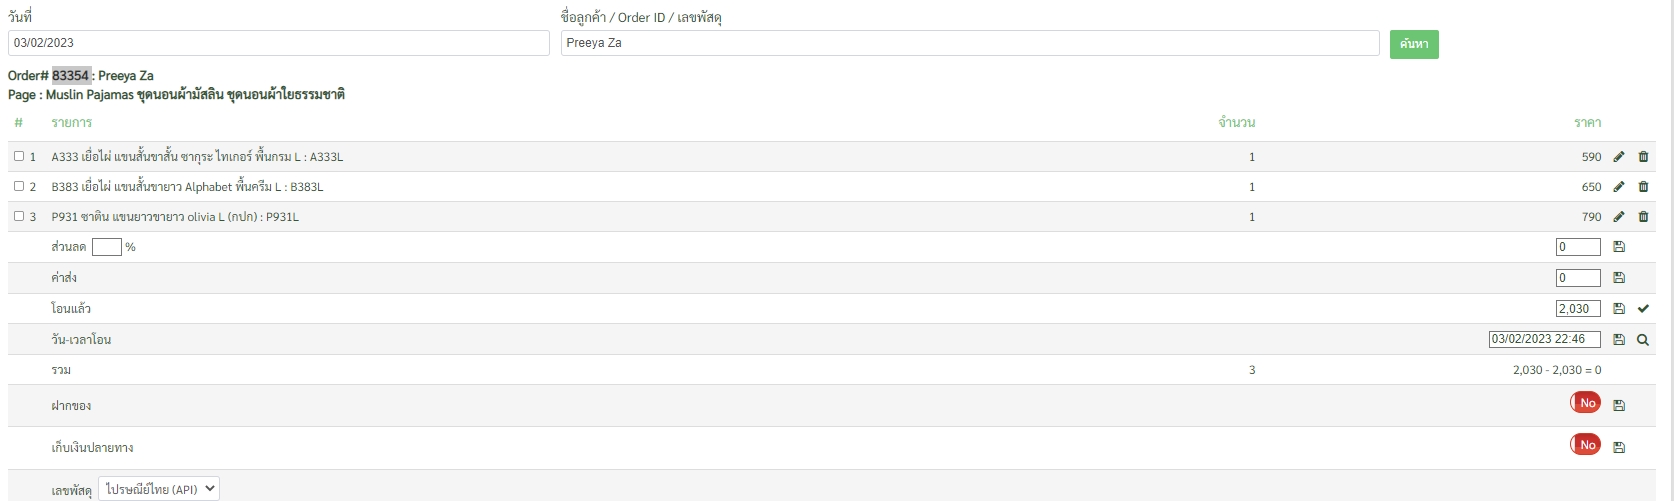 วันที่ ชื่อลูกค้า / Order ID / เลขพัสดุ
03/02/2023 Preeya Za ค้นหา
Order# 83354 : Preeya Za
Page : Muslin Pajamas ชุดนอนผ้ามัสลิน ชุดนอนผ้าใยธรรมชาติ
# รายการ จำนวน ราคา
1 A333 เยื่อไผ่ แขนสั้นขาสั้น ซากุระ ไทเกอร์ พื้นกรม L : A333L 1 590
2 B383 เยื่อไผ่ แขนสั้นขายาว Alphabet พื้นครีม L : B383L 1 650
3 P931 ซาติน แขนยาวขายาว olivia L (กปก) : P931L 1 790
ส่วนลด % 0
ค่าส่ง 0
โอนแล้ว 2,030
วัน-เวลาโอน 03/02/2023 22:46
รวม 3 2,030 - 2,030 = 0
ฝากของ No
เก็บเงินปลายทาง No
เลขพัสดุ ไปรษณีย์ไทย (API)